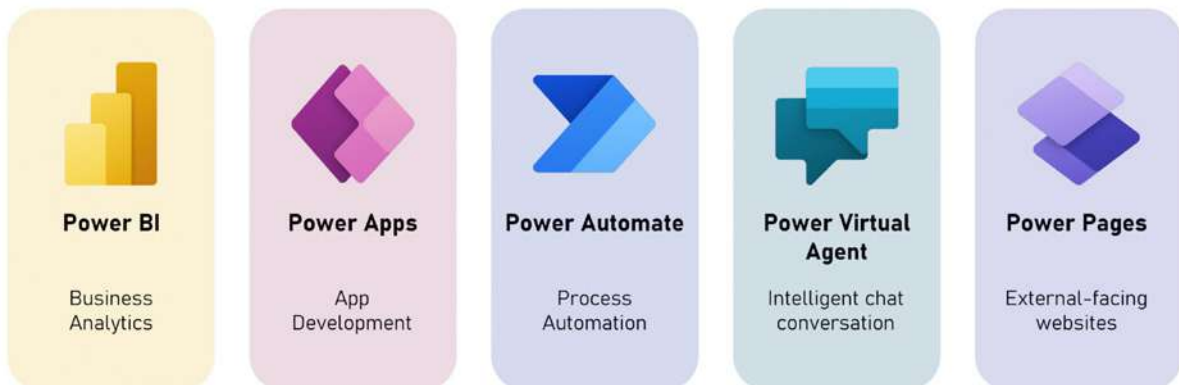 Power BI
Business
Analytics
Power Apps
App
Development
Power Automate
Process
Automation
Power Virtual
Agent
Intelligent chat
conversation
Power Pages
External-facing
websites